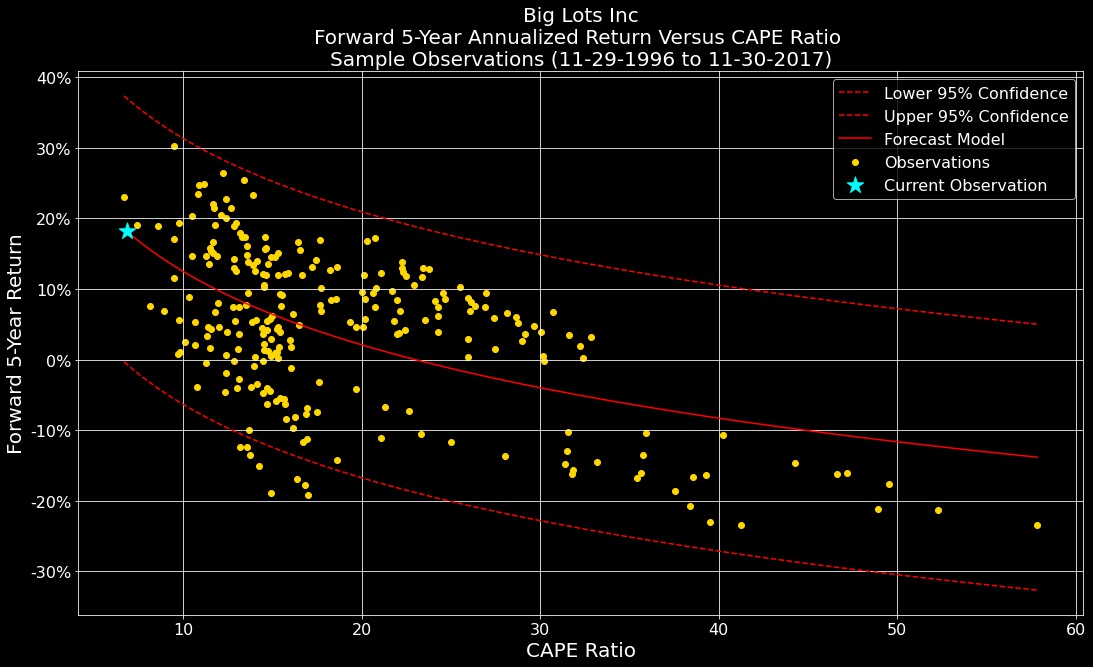 Big Lots Inc
Forward 5-Year Annualized Return Versus CAPE Ratio
Sample Observations (11-29-1996 to 11-30-2017)
Lower 95% Confidence
Upper 95% Confidence
Forecast Model
Observations
Current Observation
Forward 5-Year Return
40%
30%
20%
10%
0%
-10%
-20%
-30%
10
20
30
40
50
60
CAPE Ratio